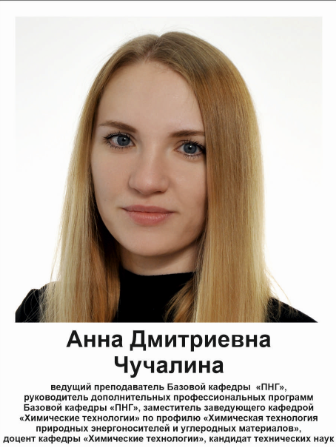 Анна Дмитриевна
Чучалина
ведущий преподаватель Базовой кафедры «ПНГ»,
руководитель дополнительных профессиональных программ
Базовой кафедры «ПНГ», заместитель заведующего кафедрой
«Химические технологии» по профилю «Химическая технология
природных энергоносителей и углеродных материалов»,
доцент кафедры «Химические технологии», кандидат технических наук